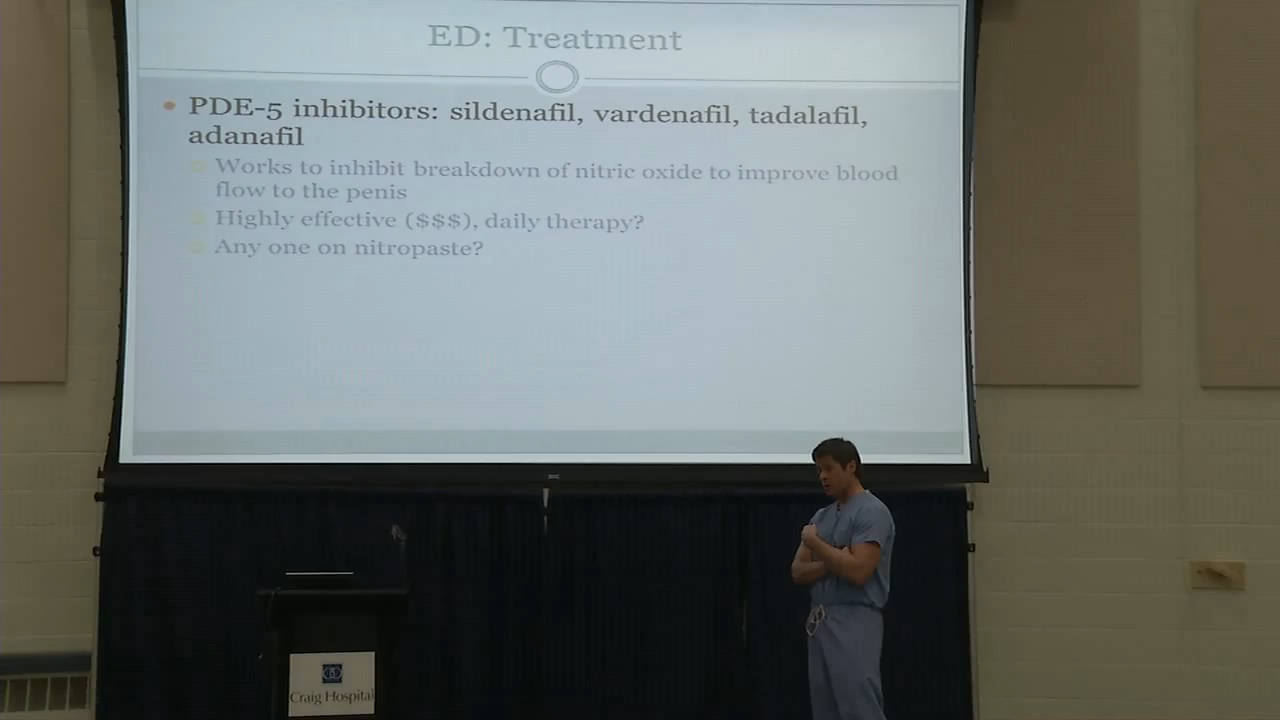 ED: Treatment
PDE-5 inhibitors: sildenafil, vardenafil, tadalafil,
adanafil
Works to inhibit breakdown of nitric oxide to improve blood
flow to the penis
Highly effective ($$$), daily therapy?
Any one on nitropaste?
Craig Hospital